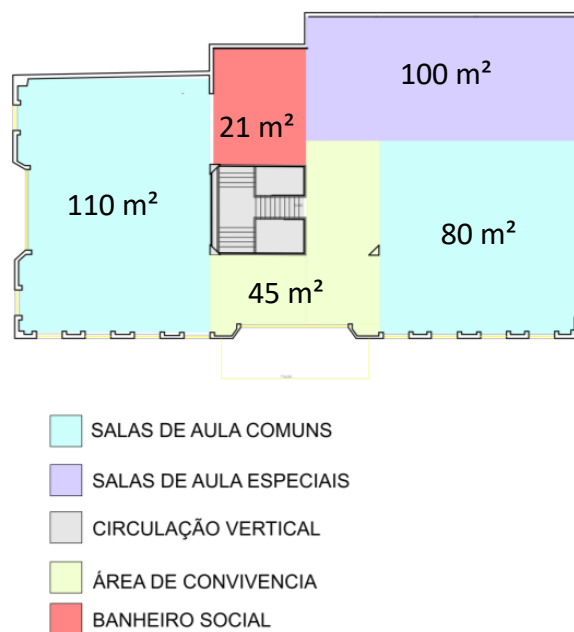 100 m²
21 m²
110 m²
80 m²
45 m²
SALAS DE AULA COMUNS
SALAS DE AULA ESPECIAIS
CIRCULAÇÃO VERTICAL
ÁREA DE CONVIVENCIA
BANHEIRO SOCIAL